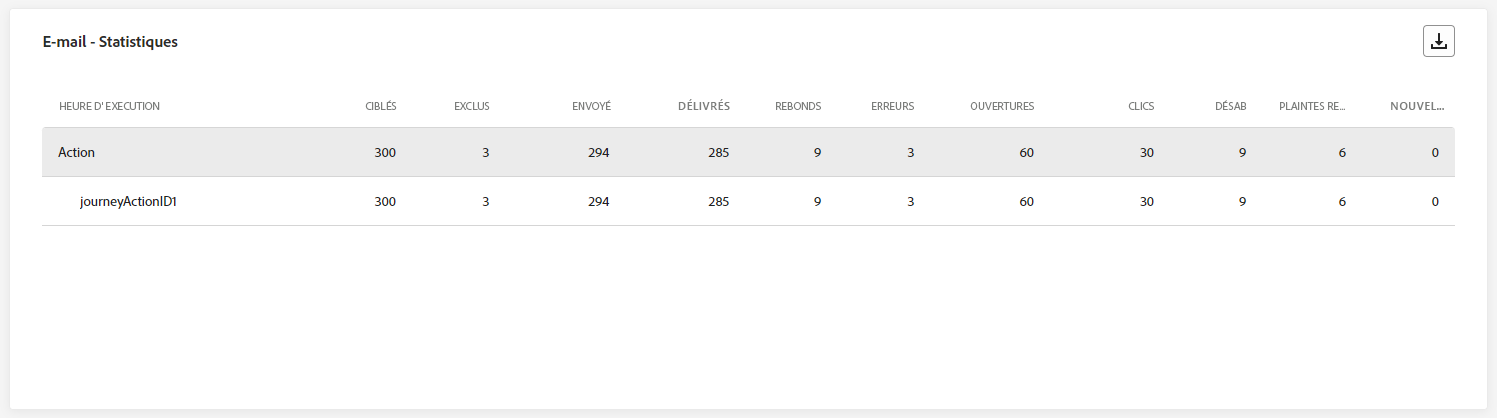 E-mail - Statistiques
HEURE D' EXECUTION CIBLÉS EXCLUS ENVOYÉ DÉLIVRÉS REBONDS ERREURS OUVERTURES CLICS DÉSAB PLAINTES RE... NOUVEL...
Action 300 3 294 285 9 3 60 30 9 6 0
journeyActionID1 300 3 294 285 9 3 60 30 9 6 0